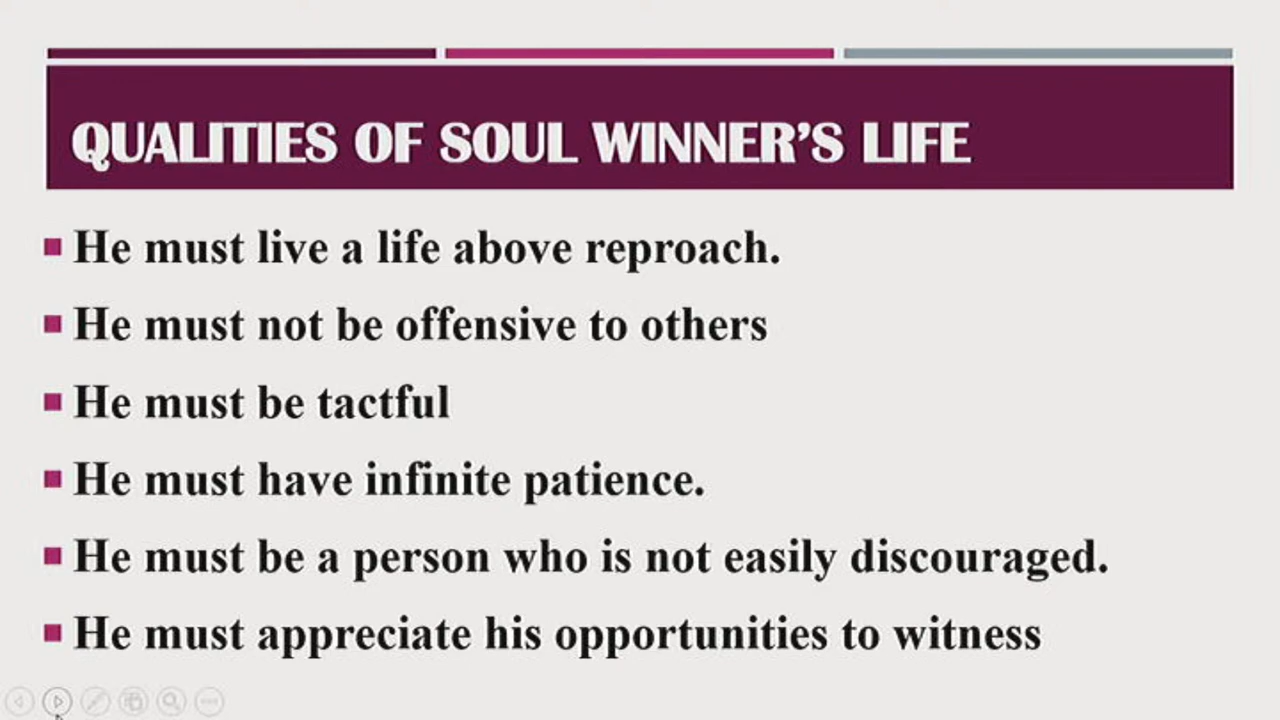 QUALITIES OF SOUL WINNER'S LIFE
He must live a life above reproach.
He must not be offensive to others
He must be tactful
He must have infinite patience.
He must be a person who is not easily discouraged.
He must appreciate his opportunities to witness